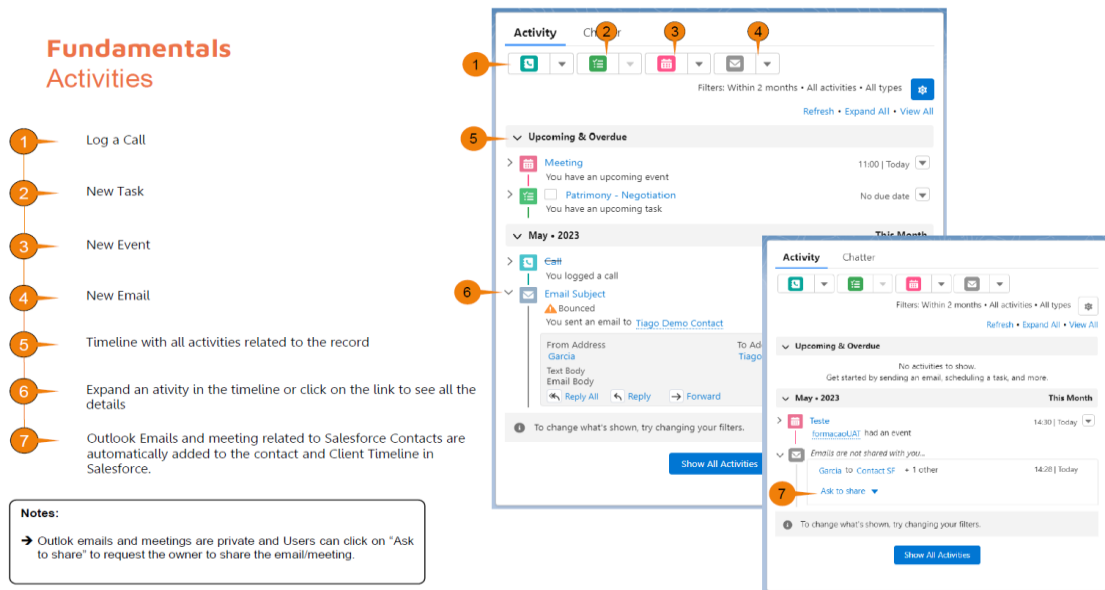 Fundamentals
Activities
1 Log a Call
2 New Task
3 New Event
4 New Email
5 Timeline with all activities related to the record
6 Expand an ativity in the timeline or click on the link to see all the
details
7 Outlook Emails and meeting related to Salesforce Contacts are
automatically added to the contact and Client Timeline in
Salesforce.
Notes:
➔ Outlok emails and meetings are private and Users can click on “Ask
to share” to request the owner to share the email/meeting.
Activity
2
3
4
1
Filters: Within 2 months • All activities • All types
Refresh • Expand All • View All
5
Upcoming & Overdue
Meeting 11:00 | Today
You have an upcoming event
Patrimony - Negotiation No due date
You have an upcoming task
May • 2023 This Month
Call
You logged a call
6
Email Subject
Bounced
You sent an email to Tiago Demo Contact
From Address To Ad
Garcia Tiago
Text Body
Email Body
Reply All Reply Forward
To change what's shown, try changing your filters.
Show All Activities
Activity Chatter
Filters: Within 2 months • All activities • All types
Refresh • Expand All • View All
Upcoming & Overdue
No activities to show.
Get started by sending an email, scheduling a task, and more.
May • 2023 This Month
Teste 14:30 | Today
formacaoUAT had an event
Emails are not shared with you...
Garcia to Contact SF + 1 other 14:28 | Today
7
Ask to share
To change what's shown, try changing your filters.
Show All Activities